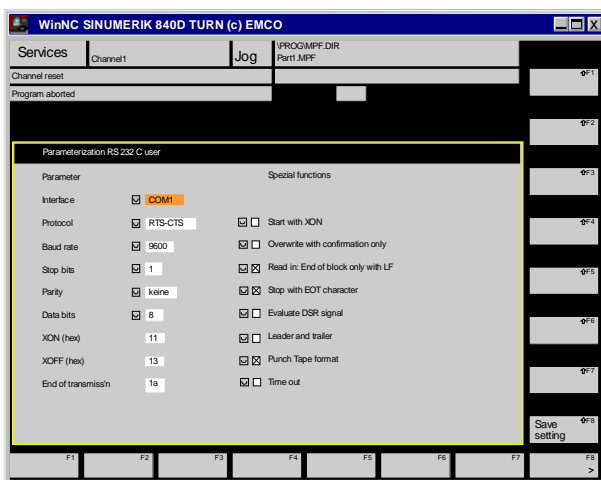 WinNC SINUMERIK 840D TURN (c) EMCO
Services Channel1 Jog \PROG\MPF.DIR
Part1.MPF
Channel reset
F1
Program aborted
F2
Parameterization RS 232 C user
Parameter Spezial functions
F3
Interface COM1
Protocol RTS-CTS Start with XON
F4
Baud rate 9600 Overwrite with confirmation only
Stop bits 1 Read in: End of block only with LF
F5
Parity keine Stop with EOT character
Data bits 8 Evaluate DSR signal
F6
XON (hex) 11 Leader and trailer
XOFF (hex) 13 Punch Tape format
F7
End of transmiss'n 1a Time out
Save F8
setting
F1 F2 F3 F4 F5 F6 F7 F8
>